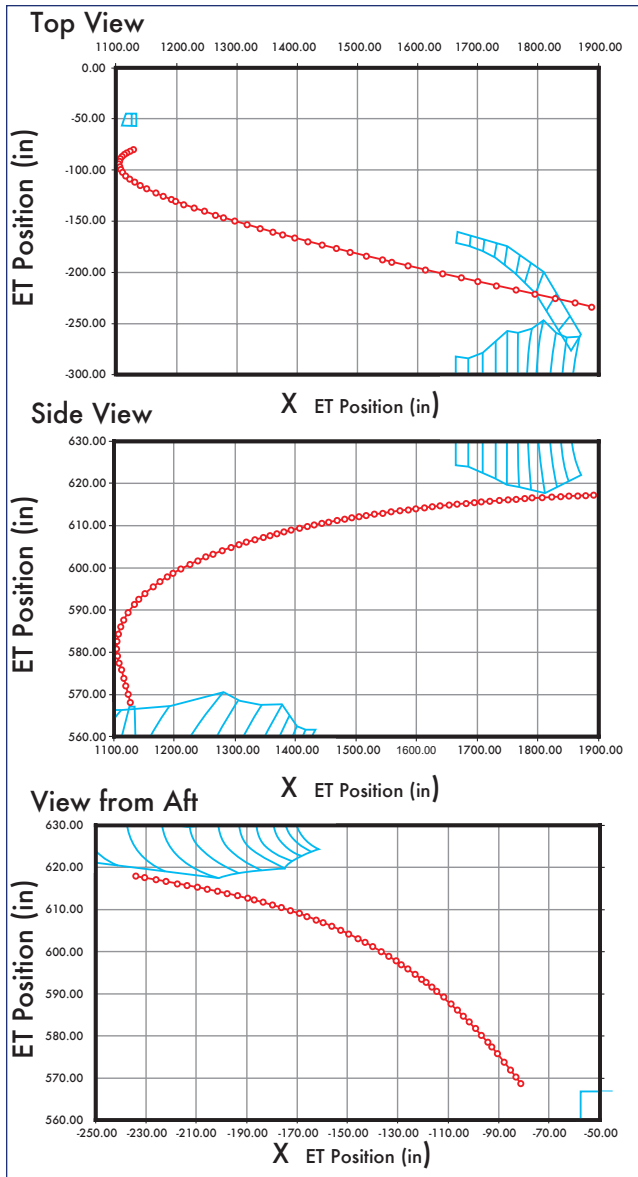 Top View
1100.00 1200.00 1300.00 1400.00 1500.00 1600.00 1700.00 1800.00 1900.00
0.00
-50.00
-100.00
-150.00
-200.00
-250.00
-300.00
ET Position (in)
X ET Position (in)
Side View
630.00
620.00
610.00
600.00
590.00
580.00
570.00
560.00
ET Position (in)
1100.00 1200.00 1300.00 1400.00 1500.00 1600.00 1700.00 1800.00 1900.00
X ET Position (in)
View from Aft
630.00
620.00
610.00
600.00
590.00
580.00
570.00
560.00
ET Position (in)
-250.00 -230.00 -210.00 -190.00 -170.00 -150.00 -130.00 -110.00 -90.00 -70.00 -50.00
X ET Position (in)